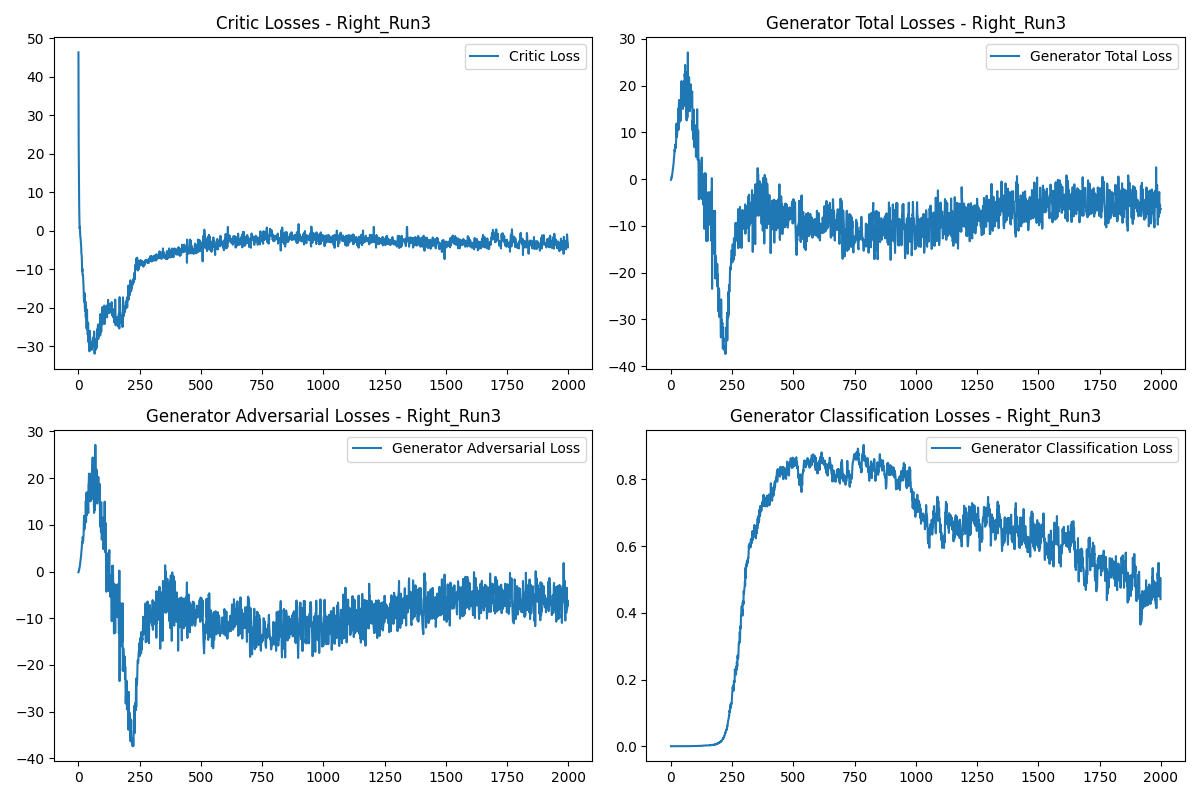 Critic Losses - Right_Run3
Critic Loss
50
40
30
20
10
0
−10
−20
−30
0 250 500 750 1000 1250 1500 1750 2000
Generator Total Losses - Right_Run3
Generator Total Loss
30
20
10
0
−10
−20
−30
−40
0 250 500 750 1000 1250 1500 1750 2000
Generator Adversarial Losses - Right_Run3
Generator Adversarial Loss
30
20
10
0
−10
−20
−30
−40
0 250 500 750 1000 1250 1500 1750 2000
Generator Classification Losses - Right_Run3
Generator Classification Loss
0.8
0.6
0.4
0.2
0.0
0 250 500 750 1000 1250 1500 1750 2000